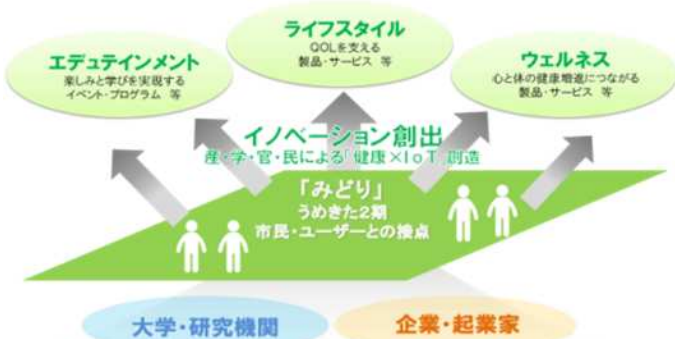 ライフスタイル
QOLを支える
製品・サービス 等
エデュテインメント
楽しみと学びを実現する
イベント・プログラム 等
ウェルネス
心と体の健康増進につながる
製品・サービス 等
イノベーション創出
産・学・官・民による「健康×IoT」創造
「みどり」
うめきた2期
市民・ユーザーとの接点
大学・研究機関
企業・起業家